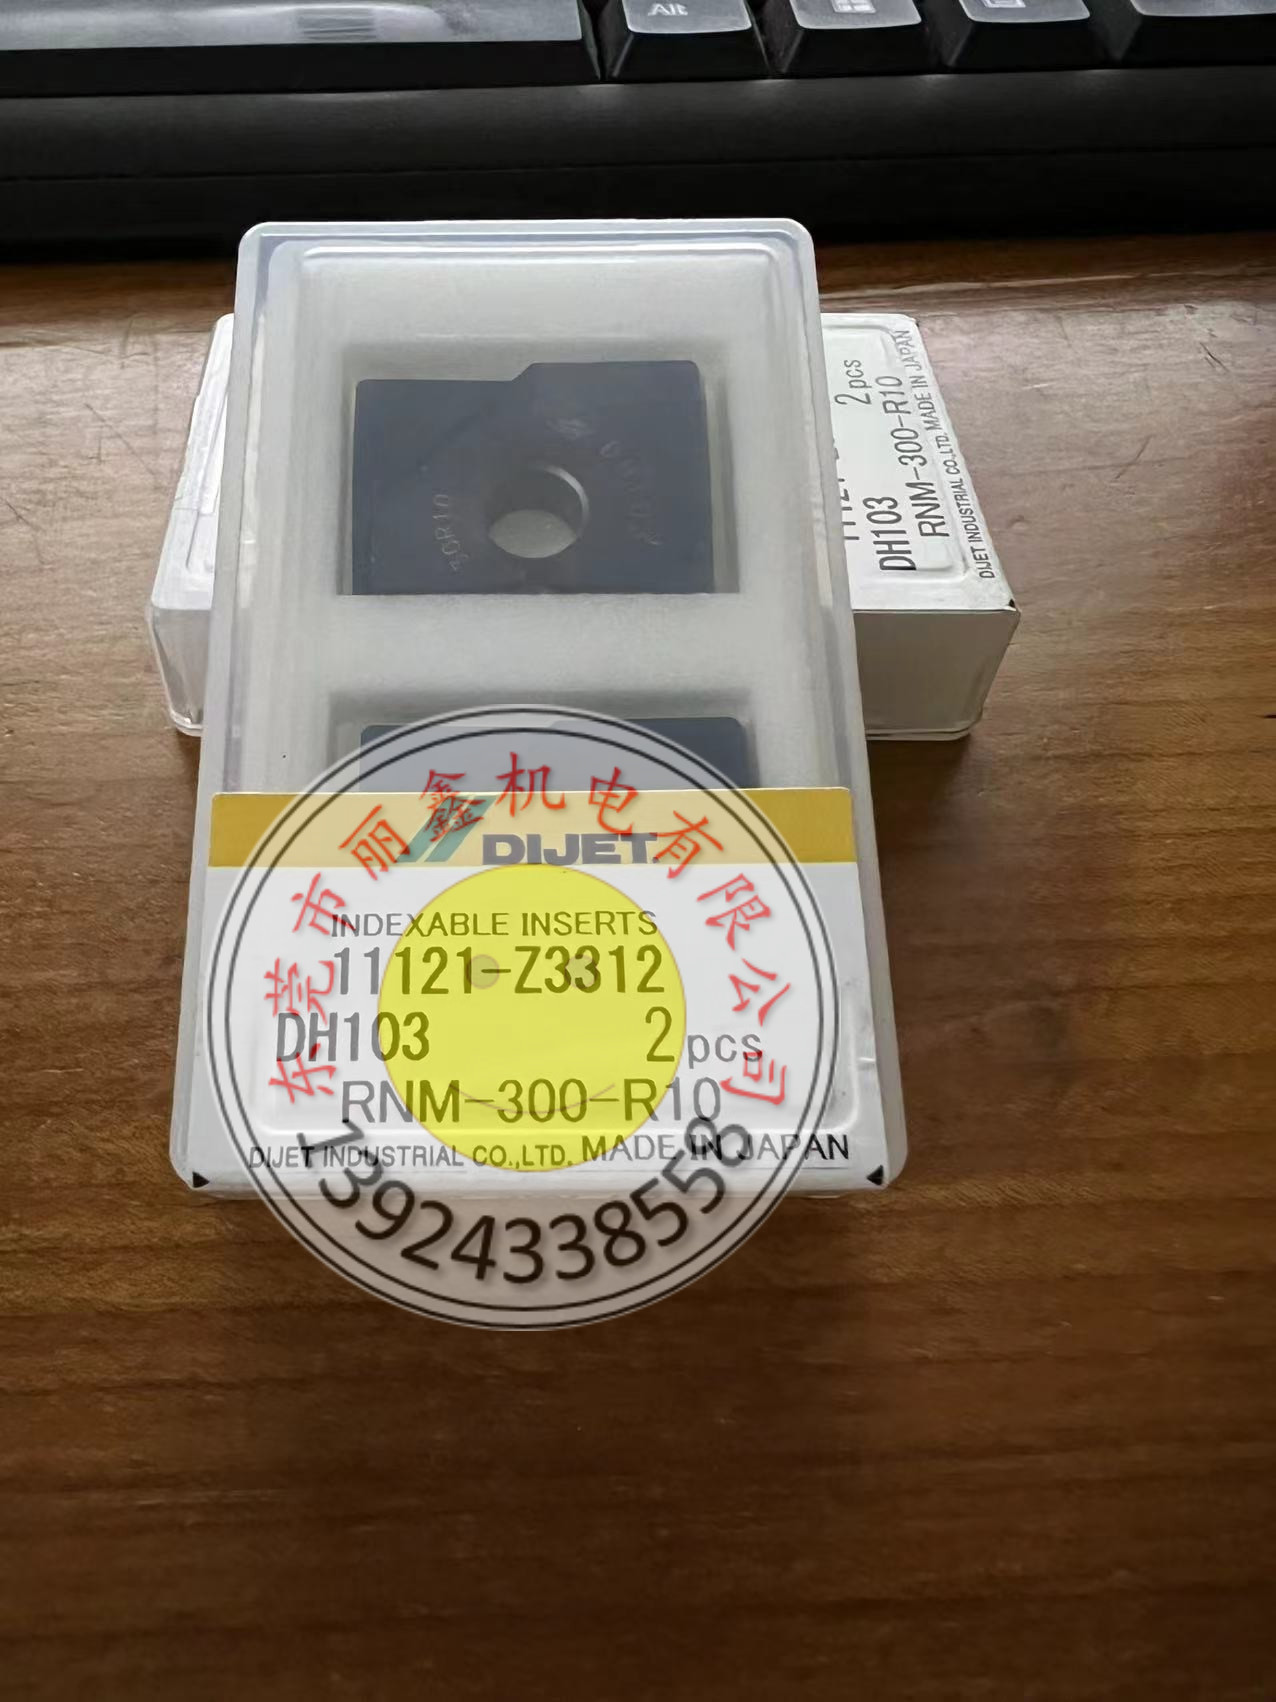 Alt
30R10
2pcs
DH103
RNM-300-R10
DIJET INDUSTRIAL CO.,LTD. MADE IN JAPAN
DIJET
INDEXABLE INSERTS
11121-Z3312
DH103 2pcs
RNM-300-R10
DIJET INDUSTRIAL CO.,LTD. MADE IN JAPAN
东莞市丽鑫机电有限公司
13924338558